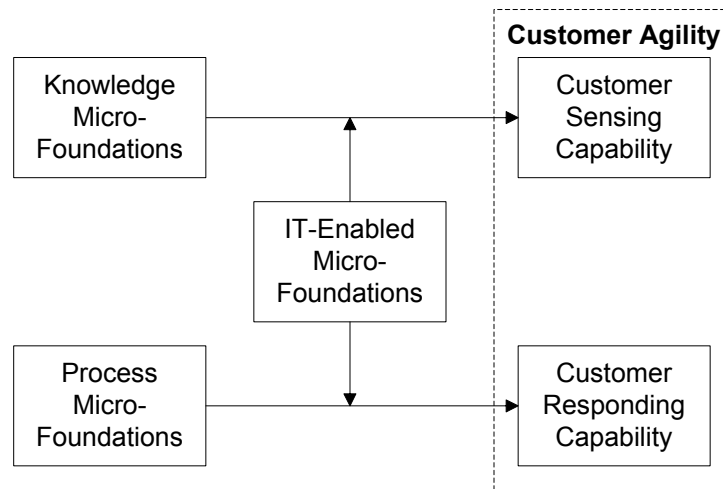 Customer Agility
Knowledge
Micro-
Foundations
Customer
Sensing
Capability
IT-Enabled
Micro-
Foundations
Process
Micro-
Foundations
Customer
Responding
Capability